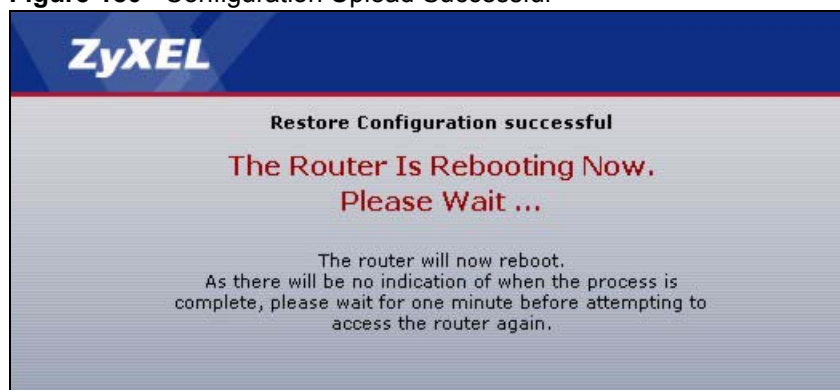 Configuration Upload Successful
ZyXEL
Restore Configuration successful
The Router Is Rebooting Now.
Please Wait ...
The router will now reboot.
As there will be no indication of when the process is
complete, please wait for one minute before attempting to
access the router again.